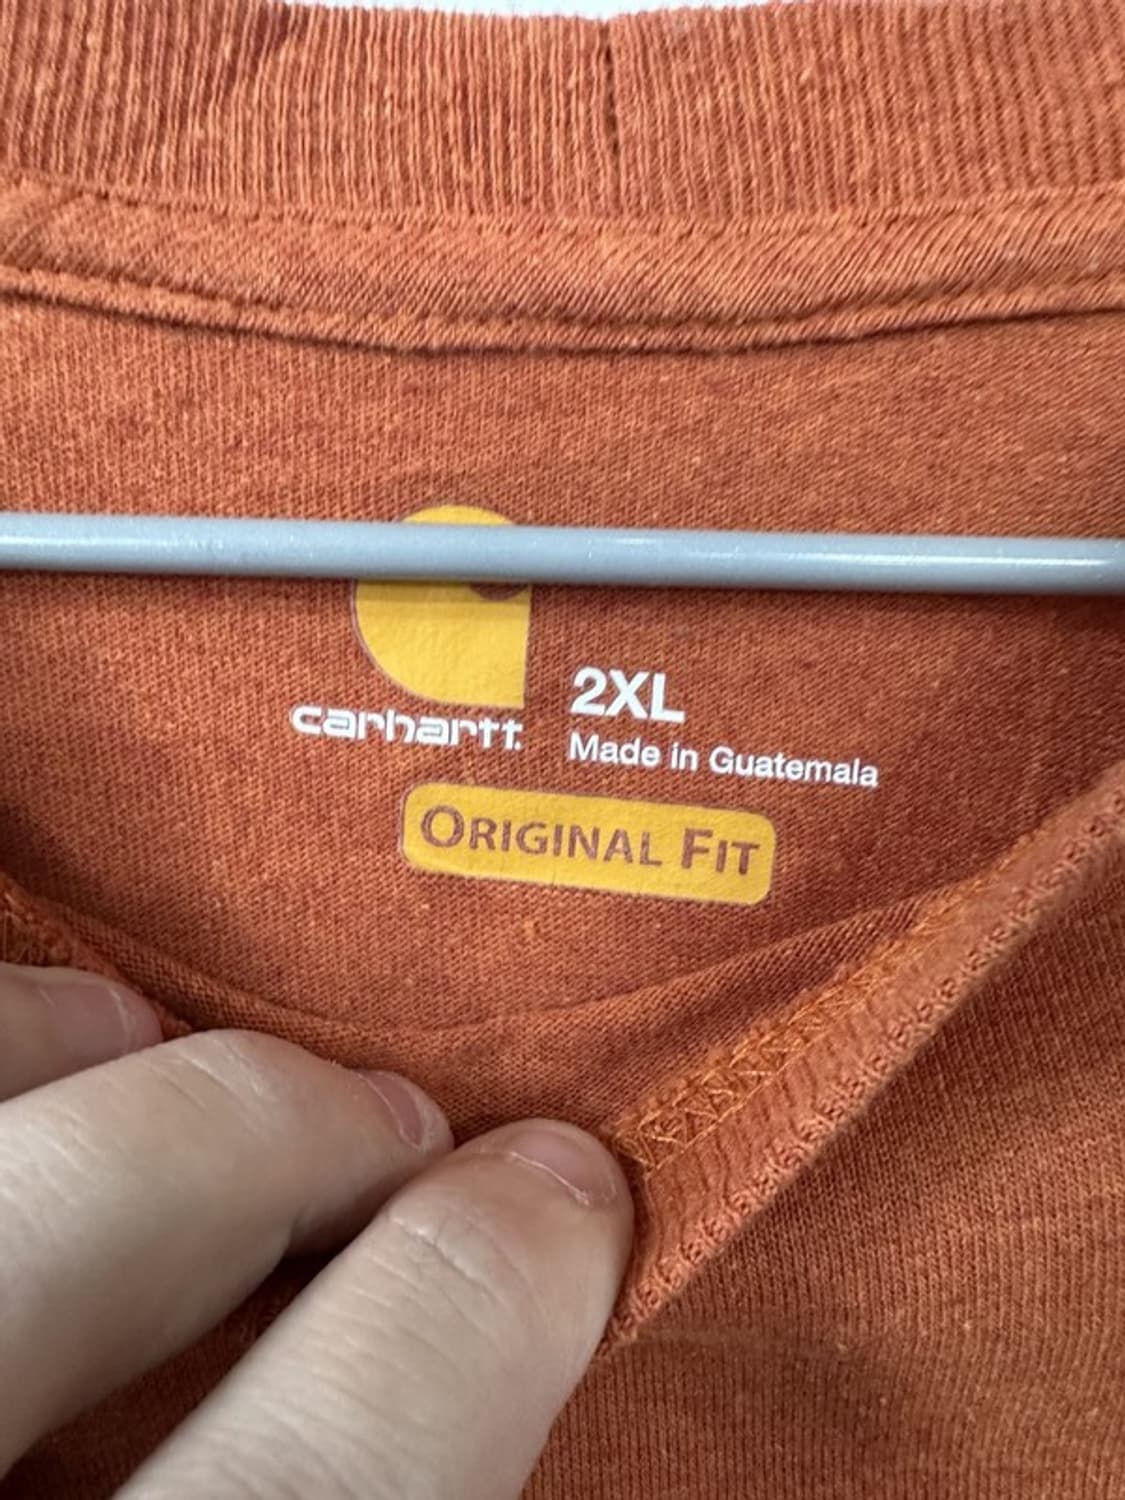 carhartt.
2XL
Made in Guatemala
ORIGINAL FIT